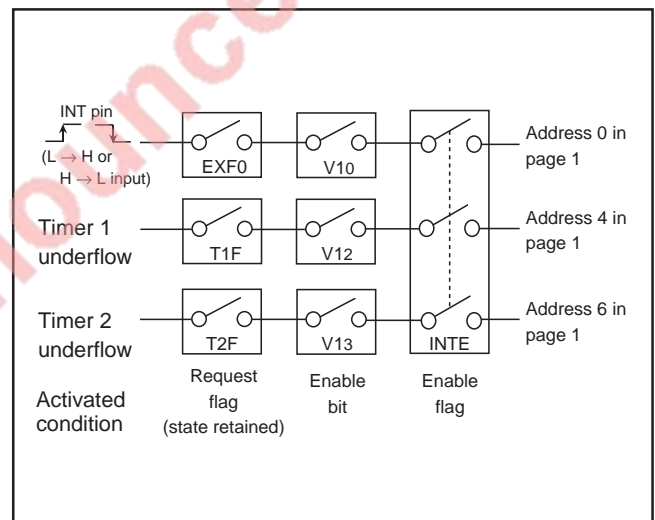 INT pin
(L → H or
H → L input)
EXF0
V10
Address 0 in
page 1
Timer 1
underflow
T1F
V12
Address 4 in
page 1
Timer 2
underflow
T2F
V13
INTE
Address 6 in
page 1
Activated
condition
Request
flag
(state retained)
Enable
bit
Enable
flag